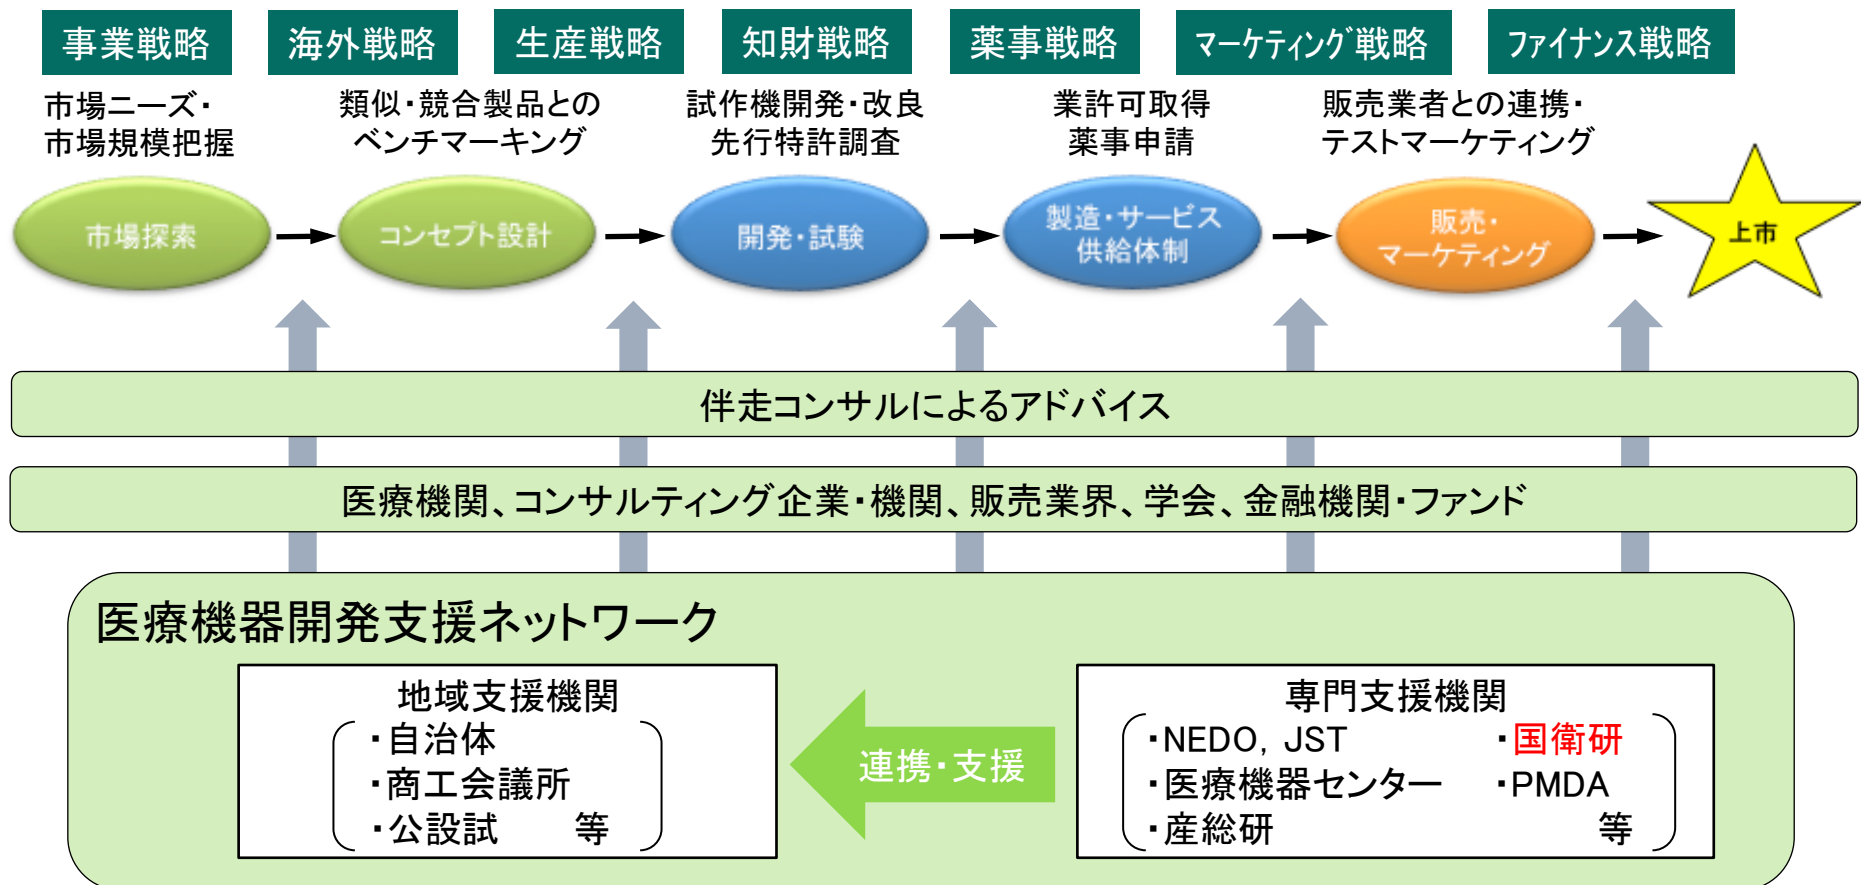 事業戦略
海外戦略
生産戦略
知財戦略
薬事戦略
マーケティング戦略
ファイナンス戦略
市場ニーズ・
市場規模把握
類似・競合製品との
ベンチマーキング
試作機開発・改良
先行特許調査
業許可取得
薬事申請
販売業者との連携・
テストマーケティング
市場探索
コンセプト設計
開発・試験
製造・サービス
供給体制
販売・
マーケティング
上市
伴走コンサルによるアドバイス
医療機関、コンサルティング企業・機関、販売業界、学会、金融機関・ファンド
医療機器開発支援ネットワーク
地域支援機関
・自治体
・商工会議所
・公設試 等
連携・支援
専門支援機関
・NEDO, JST ・国衛研
・医療機器センター ・PMDA
・産総研 等